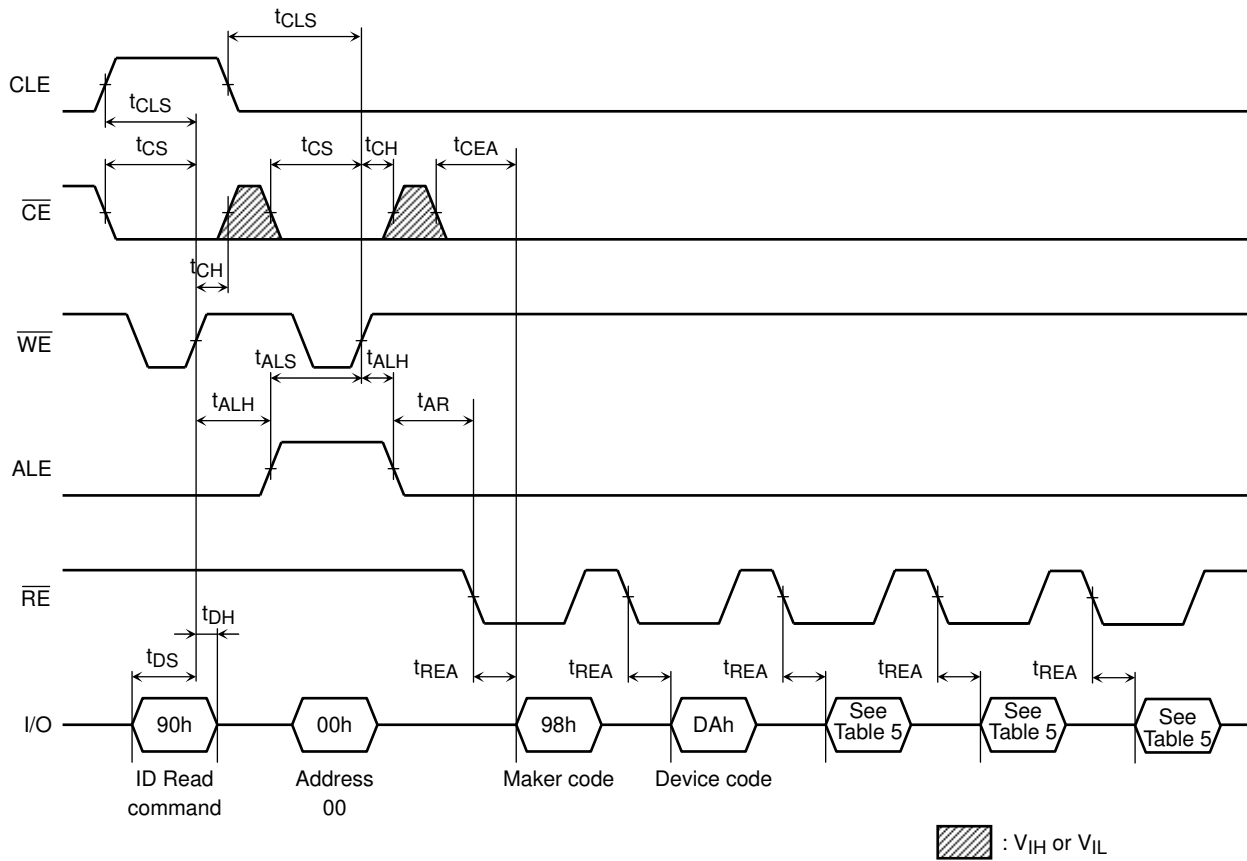 tCLS
CLE
tCLS
tCS
tCS
tCH
tCEA
CE
tCH
WE
tALS
tALH
tALH
tAR
ALE
RE
tDH
tDS
tREA
tREA
tREA
tREA
tREA
I/O
90h
00h
98h
DAh
See
Table 5
See
Table 5
See
Table 5
ID Read
command
Address
00
Maker code
Device code
: VIH or VIL